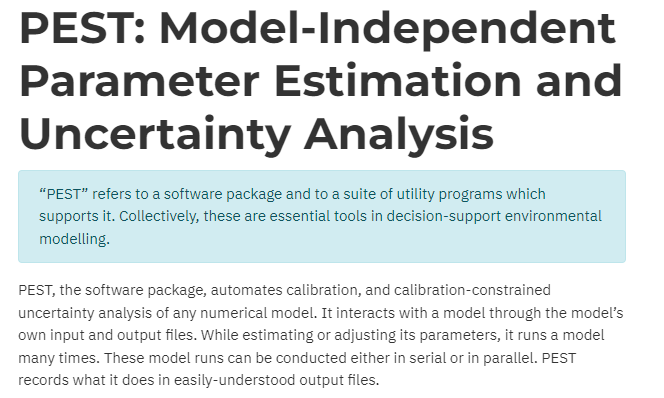 PEST: Model-Independent
Parameter Estimation and
Uncertainty Analysis
“PEST” refers to a software package and to a suite of utility programs which
supports it. Collectively, these are essential tools in decision-support environmental
modelling.
PEST, the software package, automates calibration, and calibration-constrained
uncertainty analysis of any numerical model. It interacts with a model through the model’s
own input and output files. While estimating or adjusting its parameters, it runs a model
many times. These model runs can be conducted either in serial or in parallel. PEST
records what it does in easily-understood output files.